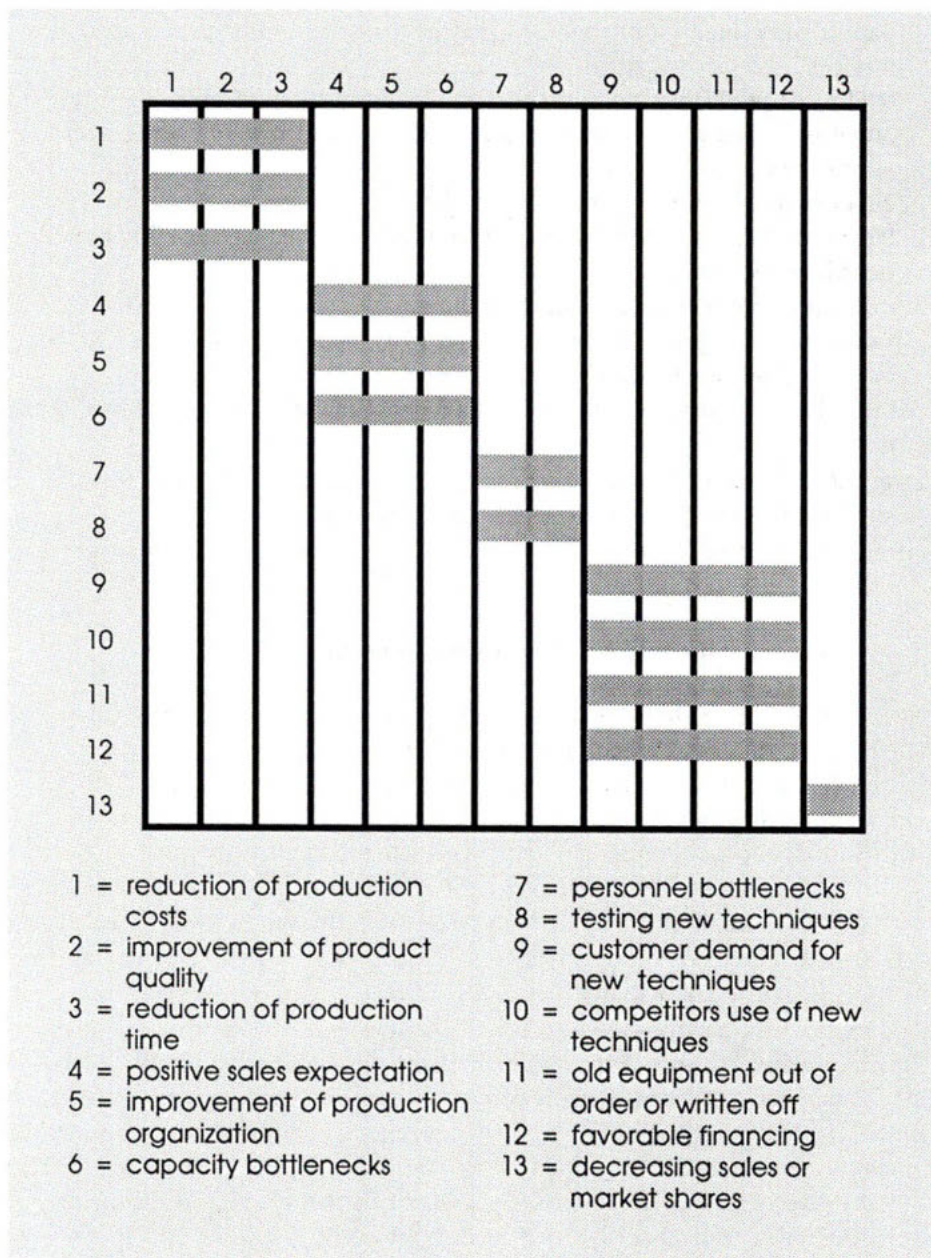 1 2 3 4 5 6 7 8 9 10 11 12 13
1
2
3
4
5
6
7
8
9
10
11
12
13
1 = reduction of production
costs
2 = improvement of product
quality
3 = reduction of production
time
4 = positive sales expectation
5 = improvement of production
organization
6 = capacity bottlenecks
7 = personnel bottlenecks
8 = testing new techniques
9 = customer demand for
new techniques
10 = competitors use of new
techniques
11 = old equipment out of
order or written off
12 = favorable financing
13 = decreasing sales or
market shares